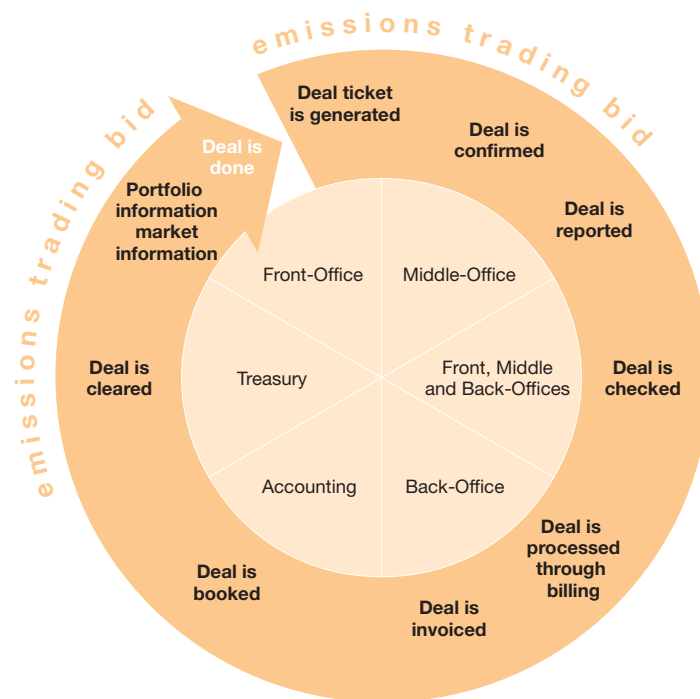 emissions trading bid
emissions trading bid
Deal ticket
is generated
Deal is
confirmed
Deal is
reported
Deal is
checked
Deal is
processed
through
billing
Deal is
invoiced
Deal is
booked
Deal is
cleared
Portfolio
information
market
information
Deal is
done
Front-Office
Middle-Office
Front, Middle
and Back-Offices
Back-Office
Accounting
Treasury